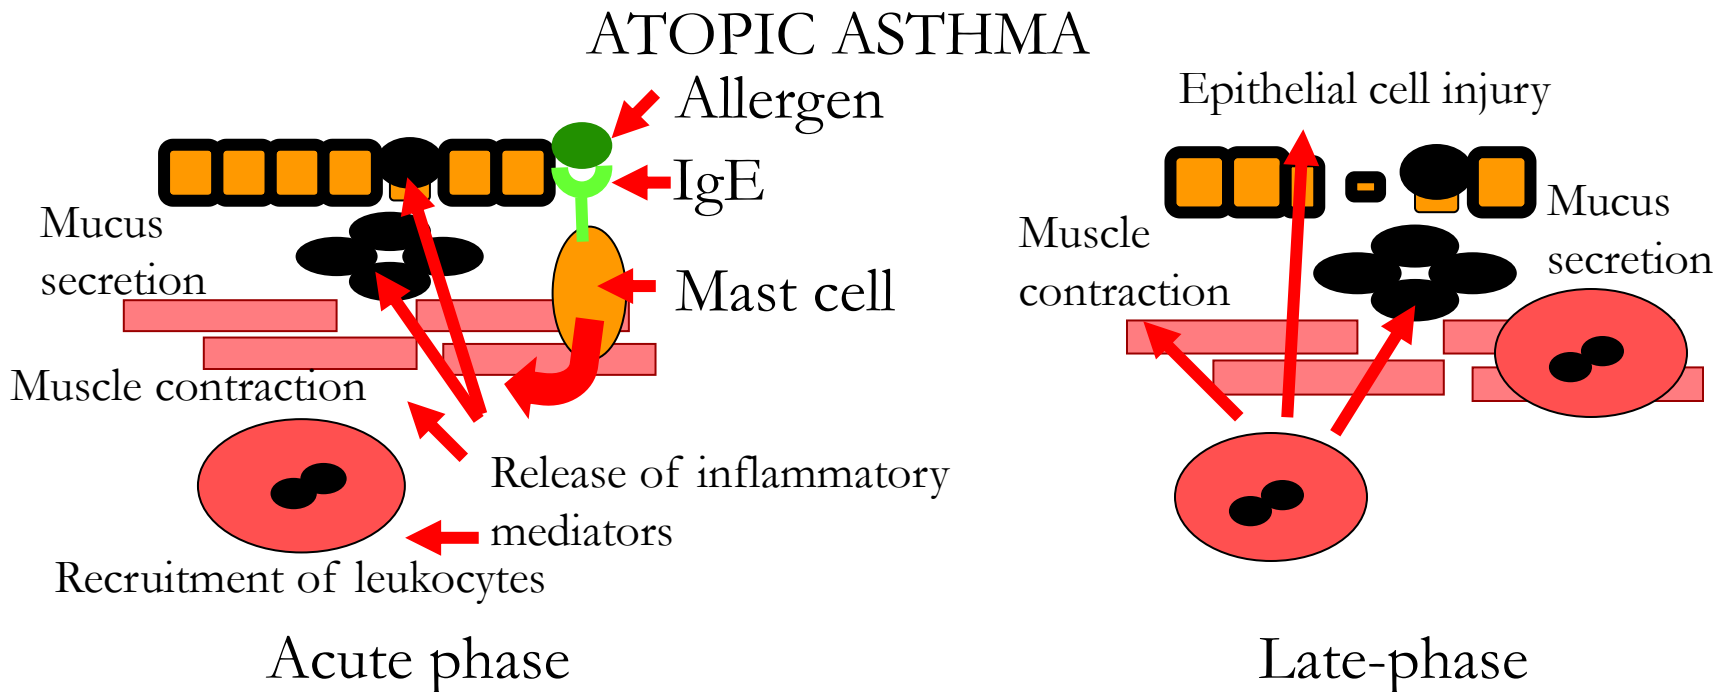 ATOPIC ASTHMA
Allergen
IgE
Mucus
secretion
Mast cell
Muscle contraction
Release of inflammatory
mediators
Recruitment of leukocytes
Acute phase
Epithelial cell injury
Muscle
contraction
Mucus
secretion
Late-phase